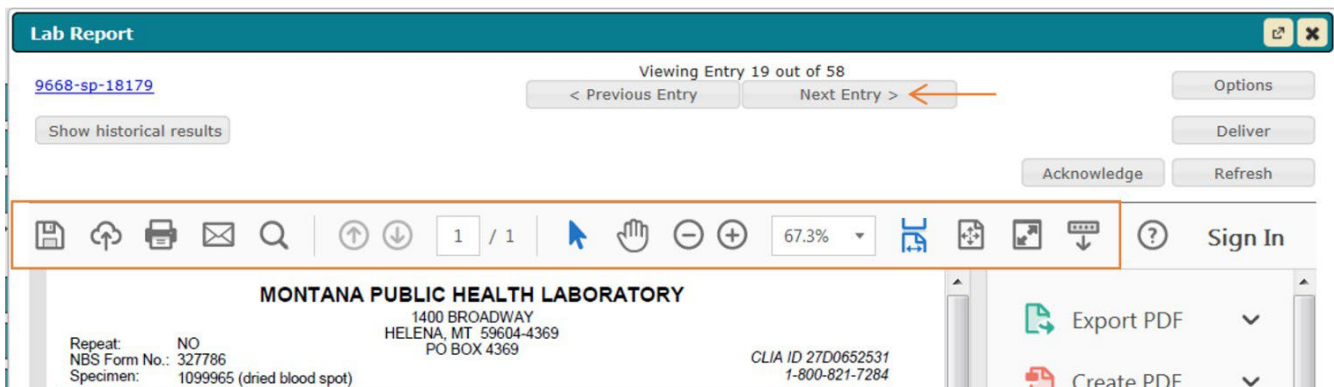 Lab Report
Viewing Entry 19 out of 58
9668-sp-18179
< Previous Entry
Next Entry >
Options
Show historical results
Deliver
Acknowledge
Refresh
1 / 1
67.3%
Sign In
MONTANA PUBLIC HEALTH LABORATORY
1400 BROADWAY
HELENA, MT 59604-4369
PO BOX 4369
Repeat: NO
NBS Form No.: 327786
Specimen: 1099965 (dried blood spot)
CLIA ID 27D0652531
1-800-821-7284
Export PDF
Create PDF